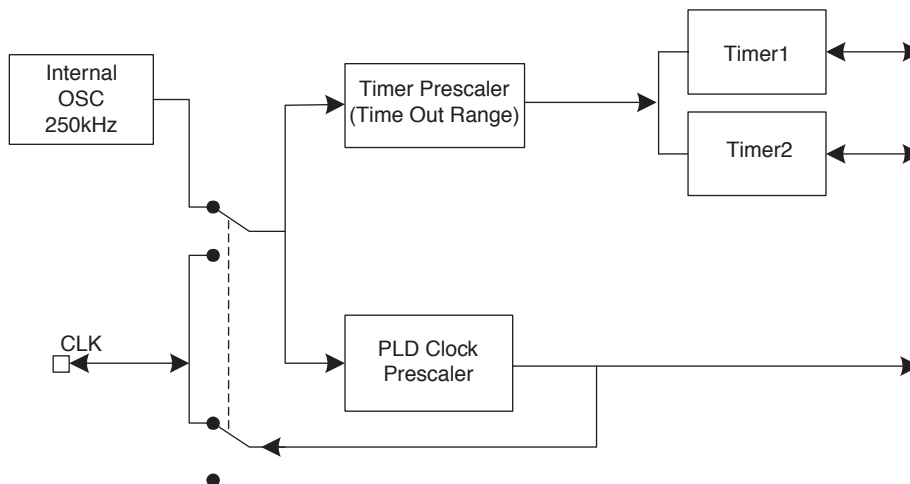 Internal
OSC
250kHz
Timer Prescaler
(Time Out Range)
Timer1
Timer2
CLK
PLD Clock
Prescaler